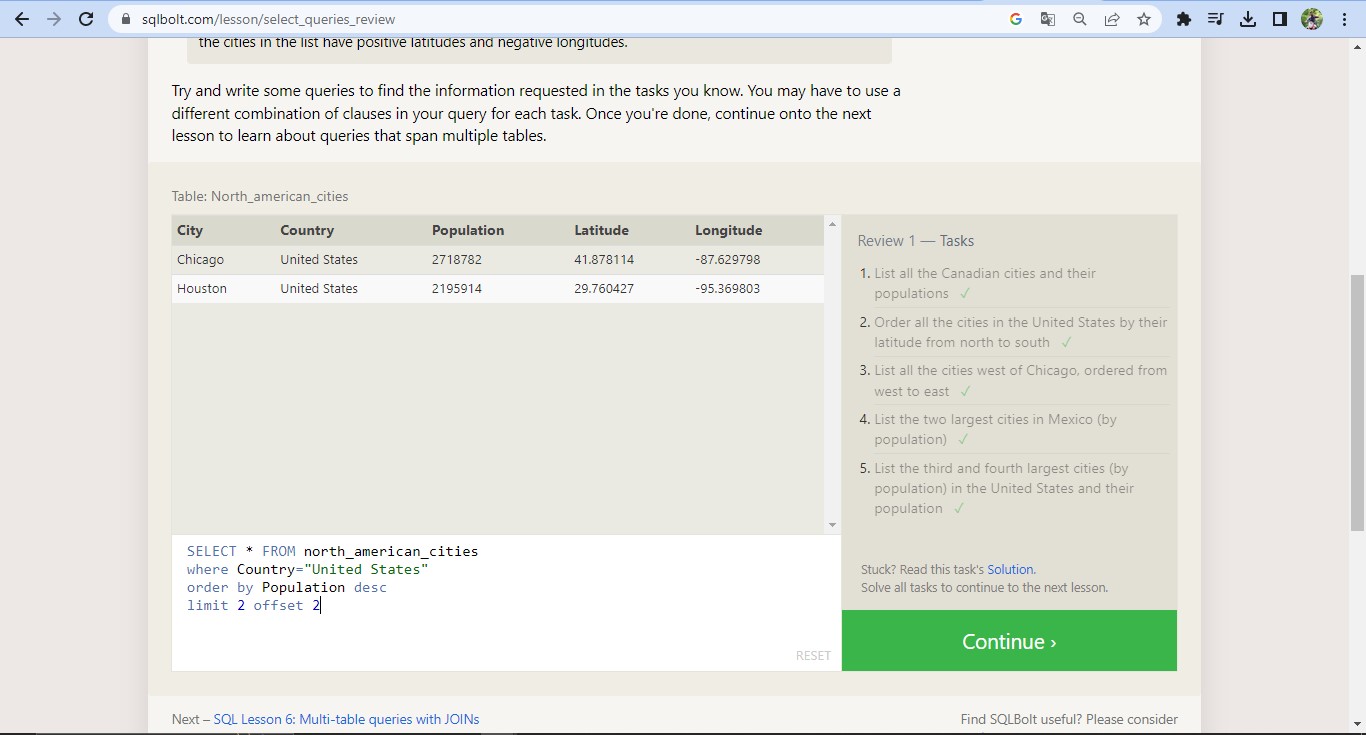 sqlbolt.com/lesson/select_queries_review
the cities in the list have positive latitudes and negative longitudes.
Try and write some queries to find the information requested in the tasks you know. You may have to use a
different combination of clauses in your query for each task. Once you're done, continue onto the next
lesson to learn about queries that span multiple tables.
Table: North_american_cities
City Country Population Latitude Longitude
Chicago United States 2718782 41.878114 -87.629798
Houston United States 2195914 29.760427 -95.369803
SELECT * FROM north_american_cities
where Country="United States"
order by Population desc
limit 2 offset 2
RESET
Review 1 — Tasks
1. List all the Canadian cities and their
populations ✓
2. Order all the cities in the United States by their
latitude from north to south ✓
3. List all the cities west of Chicago, ordered from
west to east ✓
4. List the two largest cities in Mexico (by
population) ✓
5. List the third and fourth largest cities (by
population) in the United States and their
population ✓
Stuck? Read this task's Solution.
Solve all tasks to continue to the next lesson.
Continue ›
Next – SQL Lesson 6: Multi-table queries with JOINs
Find SQLBolt useful? Please consider